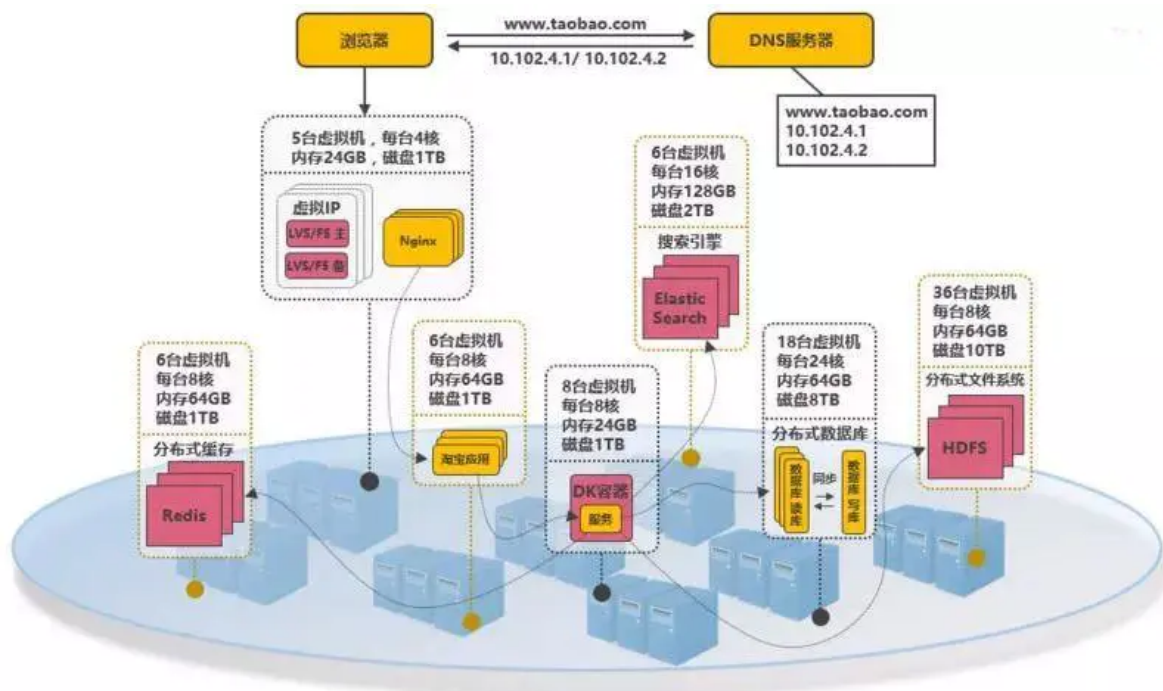 浏览器
www.taobao.com
10.102.4.1/ 10.102.4.2
DNS服务器
www.taobao.com
10.102.4.1
10.102.4.2
5台虚拟机，每台4核
内存24GB，磁盘1TB
虚拟IP
LVS/F5 主
LVS/F5 备
Nginx
6台虚拟机
每台16核
内存128GB
磁盘2TB
搜索引擎
Elastic
Search
36台虚拟机
每台8核
内存64GB
磁盘10TB
分布式文件系统
HDFS
6台虚拟机
每台8核
内存64GB
磁盘1TB
分布式缓存
Redis
6台虚拟机
每台8核
内存64GB
磁盘1TB
淘宝应用
8台虚拟机
每台8核
内存24GB
磁盘1TB
DK容器
服务
18台虚拟机
每台24核
内存64GB
磁盘8TB
分布式数据库
数据库 读库
同步
数据库 写库